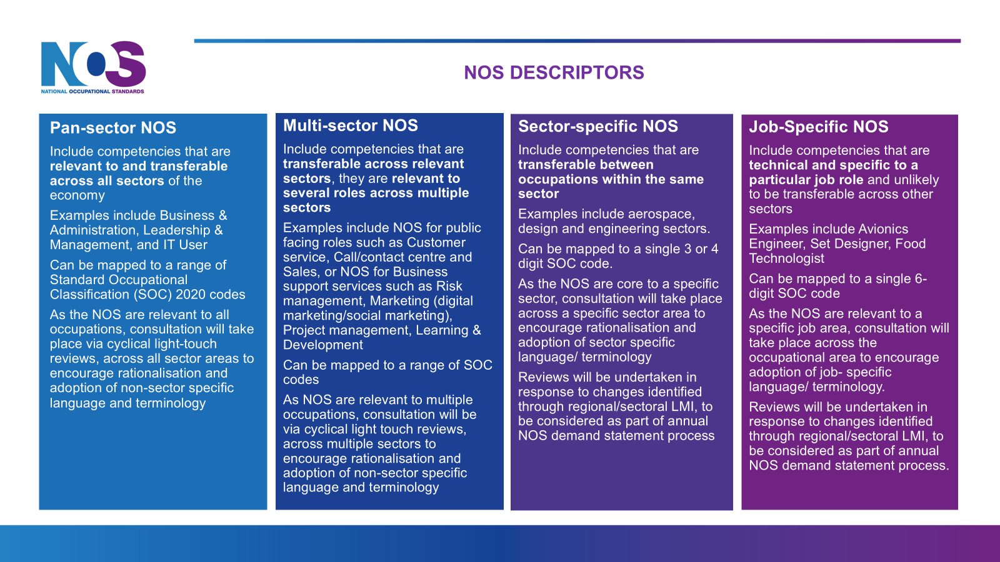 NOS
NATIONAL OCCUPATIONAL STANDARDS
NOS DESCRIPTORS
Pan-sector NOS
Include competencies that are
relevant to and transferable
across all sectors of the
economy
Examples include Business &
Administration, Leadership &
Management, and IT User
Can be mapped to a range of
Standard Occupational
Classification (SOC) 2020 codes
As the NOS are relevant to all
occupations, consultation will take
place via cyclical light-touch
reviews, across all sector areas to
encourage rationalisation and
adoption of non-sector specific
language and terminology
Multi-sector NOS
Include competencies that are
transferable across relevant
sectors, they are relevant to
several roles across multiple
sectors
Examples include NOS for public
facing roles such as Customer
service, Call/contact centre and
Sales, or NOS for Business
support services such as Risk
management, Marketing (digital
marketing/social marketing),
Project management, Learning &
Development
Can be mapped to a range of SOC
codes
As NOS are relevant to multiple
occupations, consultation will be
via cyclical light touch reviews,
across multiple sectors to
encourage rationalisation and
adoption of non-sector specific
language and terminology
Sector-specific NOS
Include competencies that are
transferable between
occupations within the same
sector
Examples include aerospace,
design and engineering sectors.
Can be mapped to a single 3 or 4
digit SOC code.
As the NOS are core to a specific
sector, consultation will take place
across a specific sector area to
encourage rationalisation and
adoption of sector specific
language/ terminology
Reviews will be undertaken in
response to changes identified
through regional/sectoral LMI, to
be considered as part of annual
NOS demand statement process
Job-Specific NOS
Include competencies that are
technical and specific to a
particular job role and unlikely
to be transferable across other
sectors
Examples include Avionics
Engineer, Set Designer, Food
Technologist
Can be mapped to a single 6-
digit SOC code
As the NOS are relevant to a
specific job area, consultation will
take place across the
occupational area to encourage
adoption of job- specific
language/ terminology.
Reviews will be undertaken in
response to changes identified
through regional/sectoral LMI, to
be considered as part of annual
NOS demand statement process.